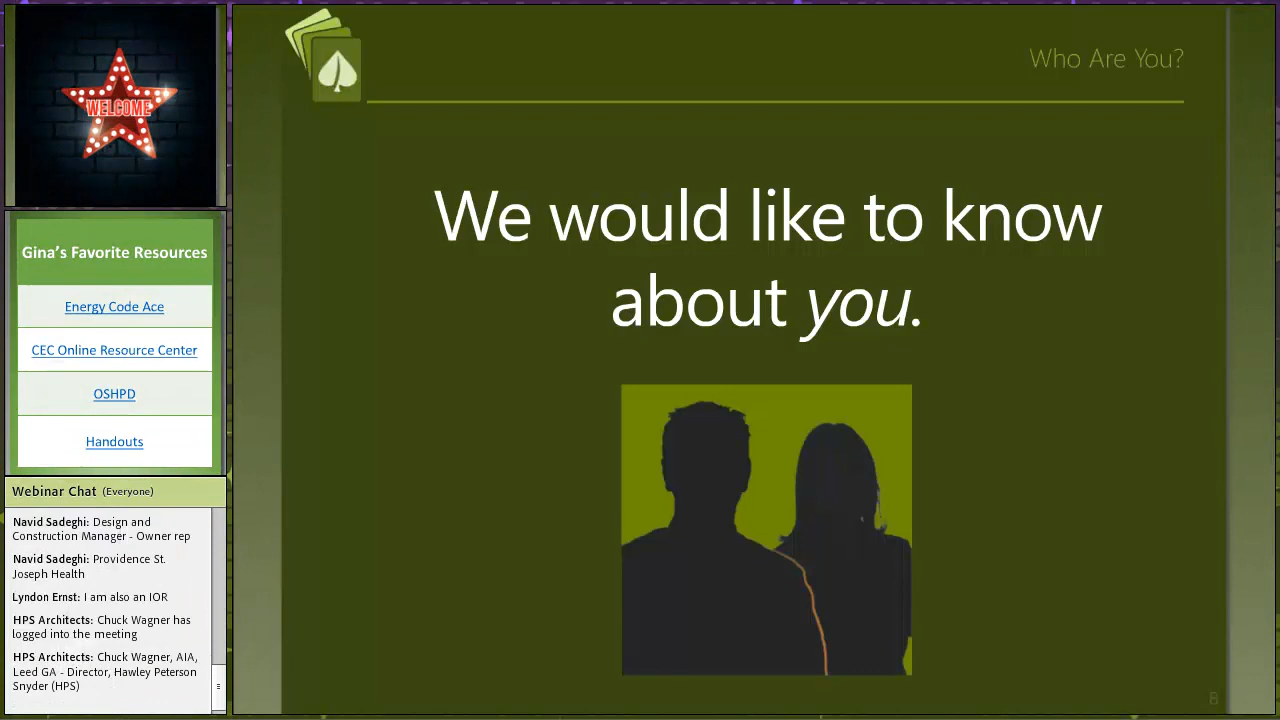 WELCOME
Gina’s Favorite Resources
Energy Code Ace
CEC Online Resource Center
OSHPD
Handouts
Webinar Chat (Everyone)
Navid Sadeghi: Design and
Construction Manager - Owner rep
Navid Sadeghi: Providence St.
Joseph Health
Lyndon Ernst: I am also an IOR
HPS Architects: Chuck Wagner has
logged into the meeting
HPS Architects: Chuck Wagner, AIA,
Leed GA - Director, Hawley Peterson
Snyder (HPS)
Who Are You?
We would like to know
about you.
8